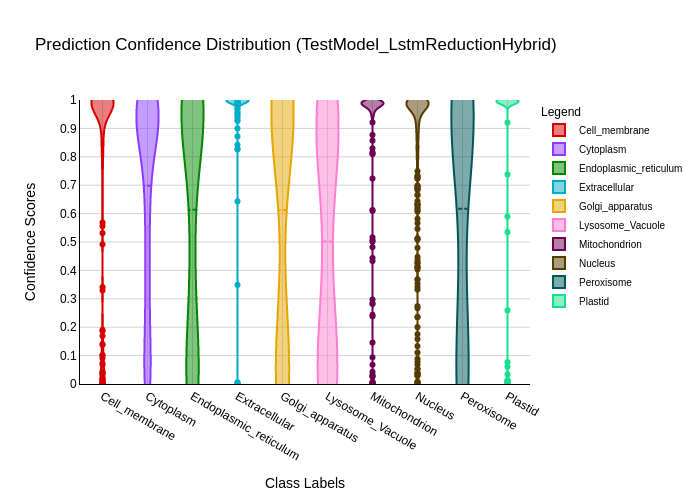 Prediction Confidence Distribution (TestModel_LstmReductionHybrid)
Legend
Cell_membrane
Cytoplasm
Endoplasmic_reticulum
Extracellular
Golgi_apparatus
Lysosome_Vacuole
Mitochondrion
Nucleus
Peroxisome
Plastid
Confidence Scores
1
0.9
0.8
0.7
0.6
0.5
0.4
0.3
0.2
0.1
0
Cell_membrane
Cytoplasm
Endoplasmic_reticulum
Extracellular
Golgi_apparatus
Lysosome_Vacuole
Mitochondrion
Nucleus
Peroxisome
Plastid
Class Labels